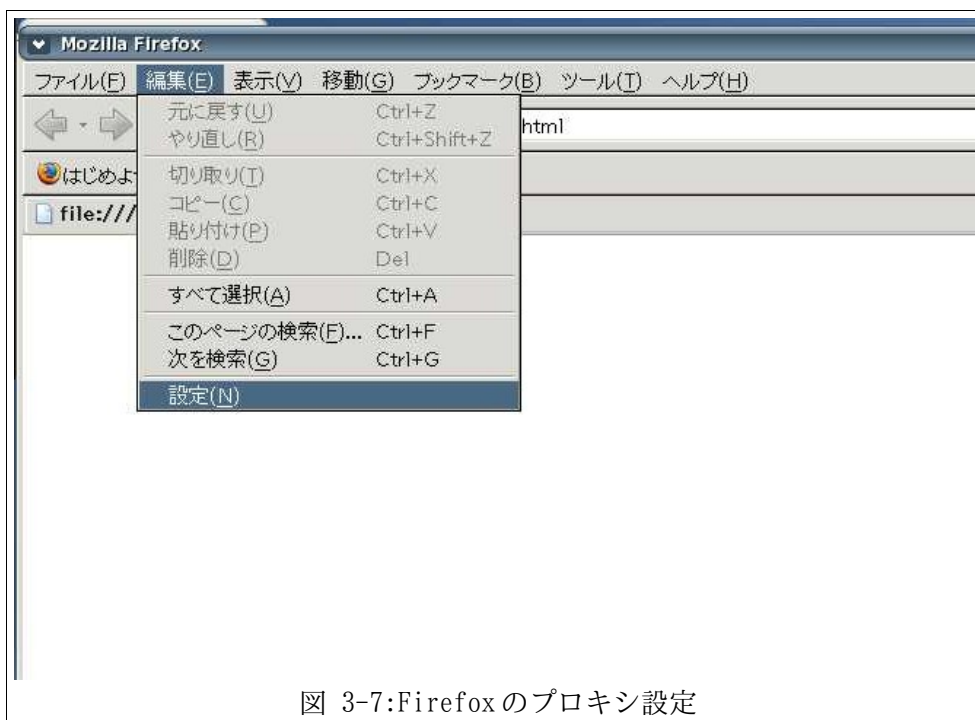 Mozilla Firefox
ファイル(F) 編集(E) 表示(V) 移動(G) ブックマーク(B) ツール(T) ヘルプ(H)
元に戻す(U) Ctrl+Z
html
やり直し(R) Ctrl+Shift+Z
はじめよ
切り取り(T) Ctrl+X
コピー(C) Ctrl+C
file:///
貼り付け(P) Ctrl+V
削除(D) Del
すべて選択(A) Ctrl+A
このページの検索(F)... Ctrl+F
次を検索(G) Ctrl+G
設定(N)
図 3-7:Firefoxのプロキシ設定